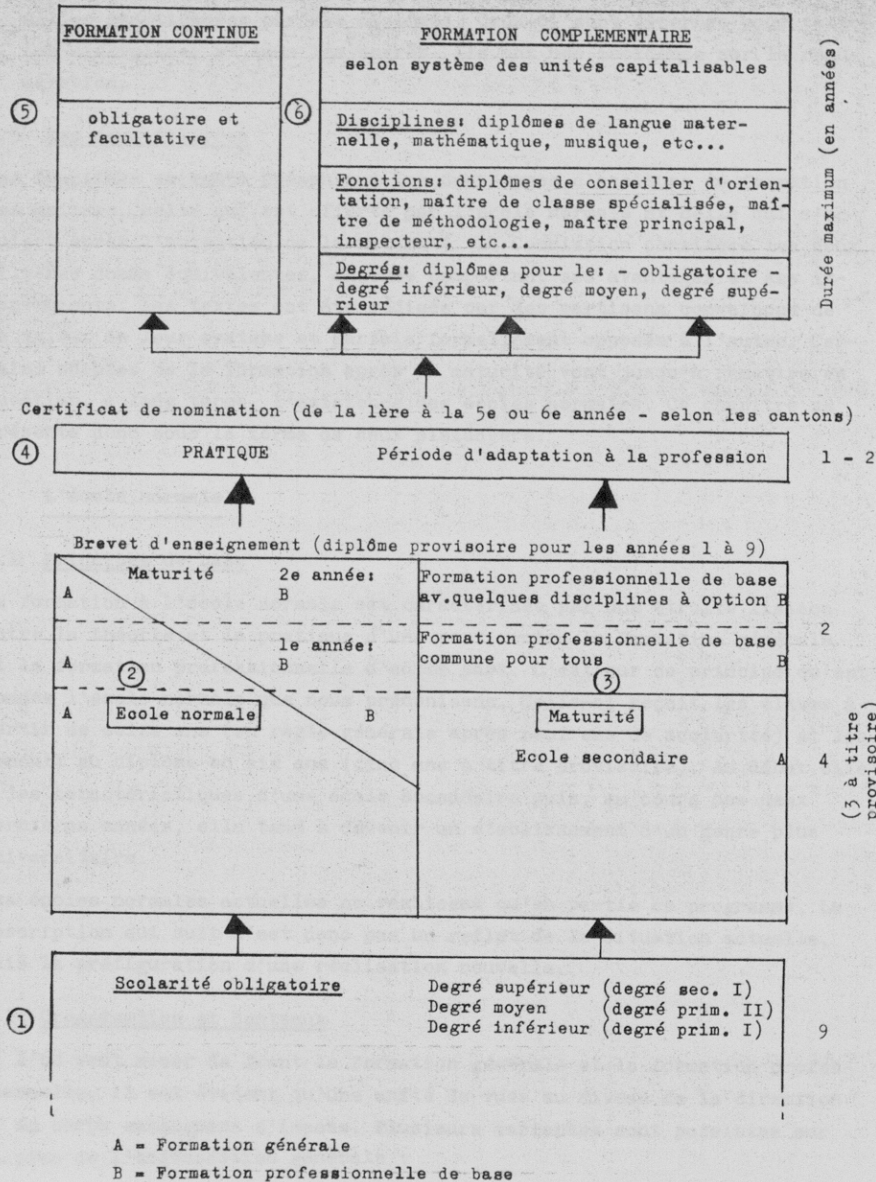 FORMATION CONTINUE
⑤
obligatoire et
facultative
FORMATION COMPLEMENTAIRE
selon système des unités capitalisables
⑥
Disciplines: diplômes de langue mater-
nelle, mathématique, musique, etc...
Fonctions: diplômes de conseiller d'orien-
tation, maître de classe spécialisée, maî-
tre de méthodologie, maître principal,
inspecteur, etc...
Degrés: diplômes pour le: - obligatoire -
degré inférieur, degré moyen, degré supé-
rieur
Durée maximum (en années)
Certificat de nomination (de la 1ère à la 5e ou 6e année - selon les cantons)
④ PRATIQUE Période d'adaptation à la profession 1 - 2
Brevet d'enseignement (diplôme provisoire pour les années 1 à 9)
Maturité 2e année:
A B
Formation professionnelle de base
av.quelques disciplines à option B
2
1e année:
A B
Formation professionnelle de base
commune pour tous B
② ③
A Ecole normale B
Maturité
Ecole secondaire A
4
(3 à titre
provisoire)
① Scolarité obligatoire
Degré supérieur (degré sec. I)
Degré moyen (degré prim. II)
Degré inférieur (degré prim. I)
9
A = Formation générale
B = Formation professionnelle de base